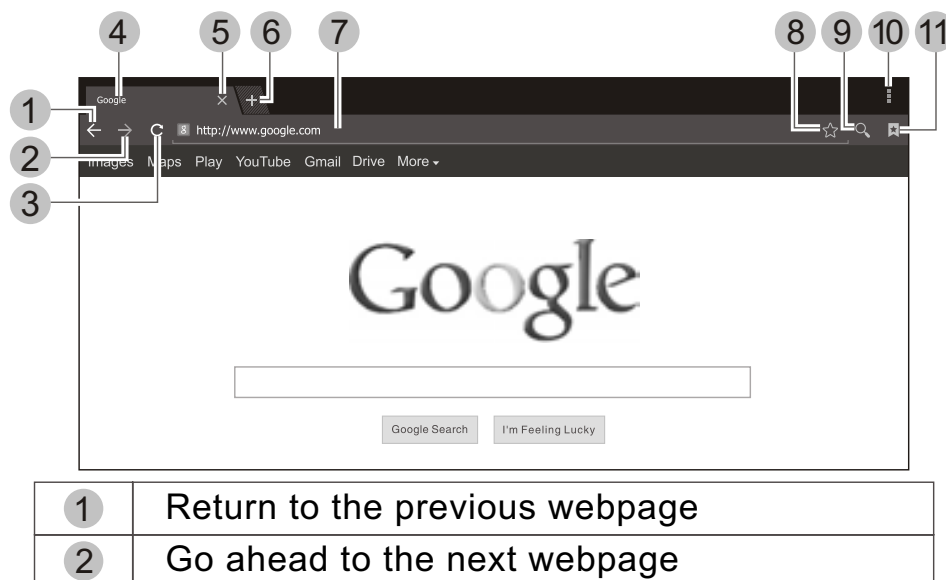 4 5 6 7 8 9 10 11
Google
1
http://www.google.com
2
Images Maps Play YouTube Gmail Drive More
3
Google
Google Search I'm Feeling Lucky
1 Return to the previous webpage
2 Go ahead to the next webpage